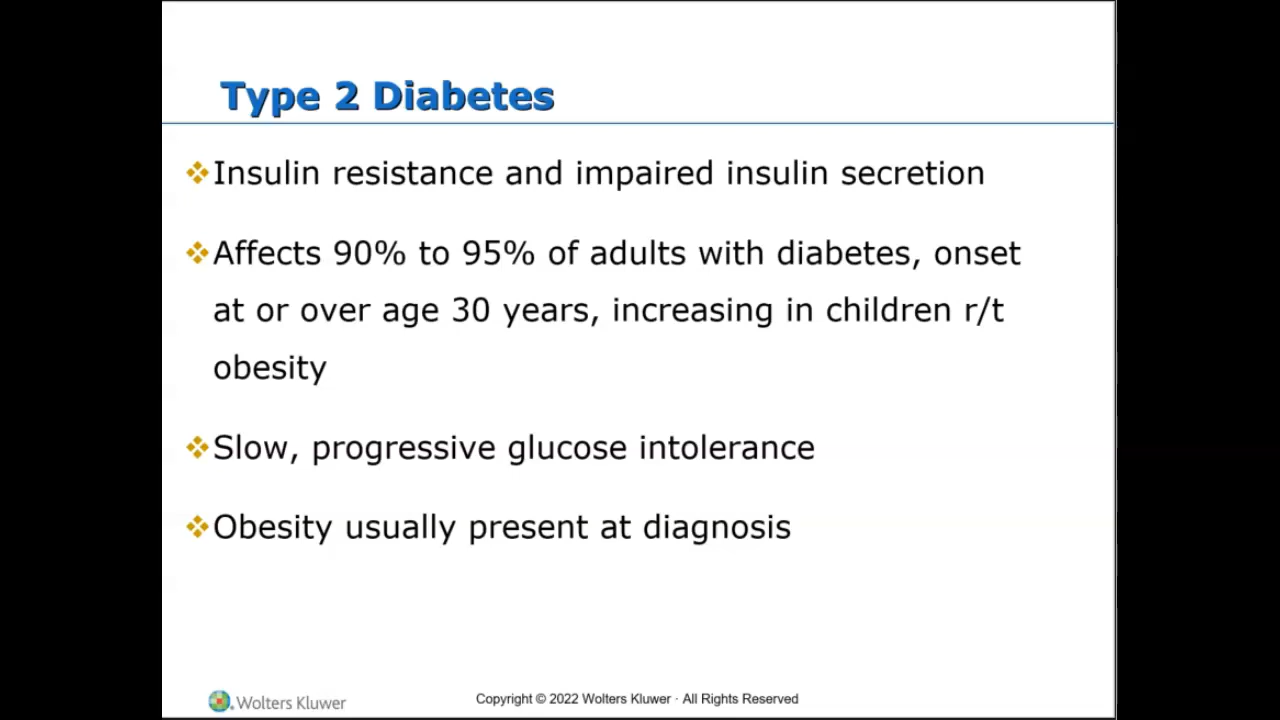 Type 2 Diabetes
❖Insulin resistance and impaired insulin secretion
❖Affects 90% to 95% of adults with diabetes, onset
at or over age 30 years, increasing in children r/t
obesity
❖Slow, progressive glucose intolerance
❖Obesity usually present at diagnosis
Wolters Kluwer
Copyright © 2022 Wolters Kluwer · All Rights Reserved